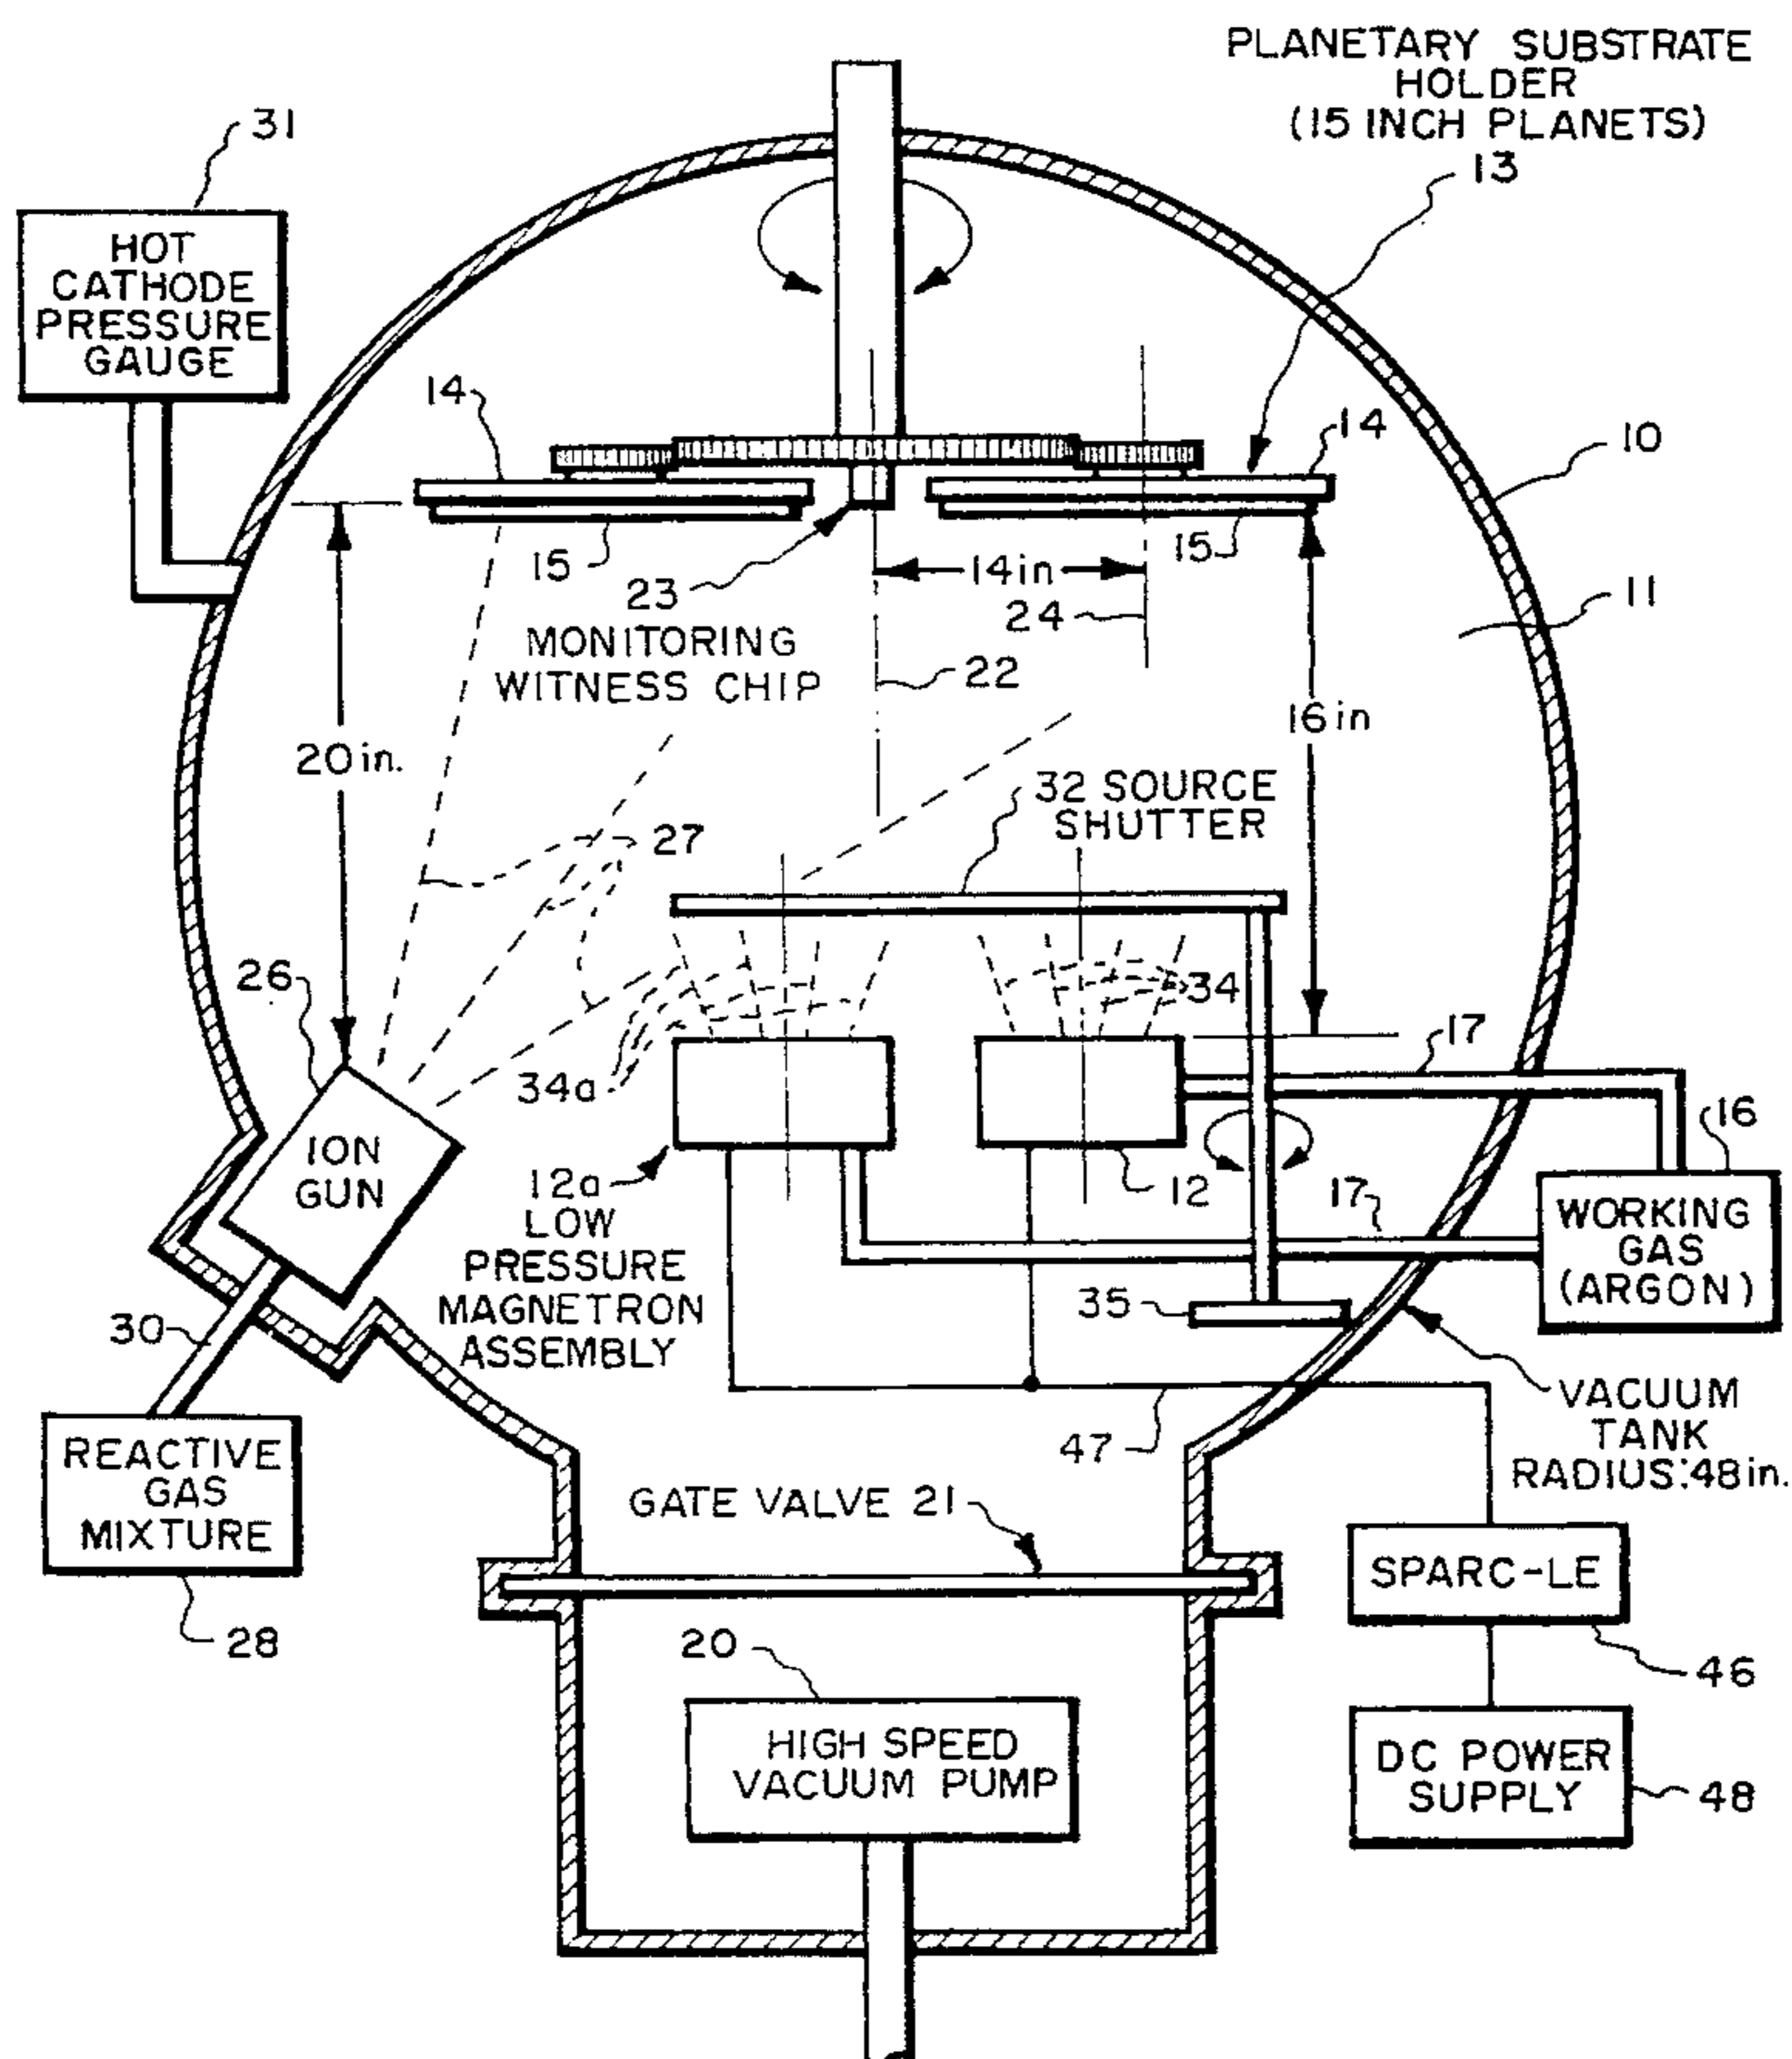 PLANETARY SUBSTRATE
HOLDER
(15 INCH PLANETS)
13
31
HOT
CATHODE
PRESSURE
GAUGE
14
14
10
15
15
23
14in
24
11
MONITORING
WITNESS CHIP
22
20in.
16in
32 SOURCE
SHUTTER
27
26
34
34a
17
ION
GUN
12a
LOW
PRESSURE
MAGNETRON
ASSEMBLY
12
17
16
WORKING
GAS
(ARGON)
35
30
VACUUM
TANK
RADIUS:48in.
47
REACTIVE
GAS
MIXTURE
28
GATE VALVE 21
SPARC-LE
46
20
HIGH SPEED
VACUUM PUMP
DC POWER
SUPPLY
48